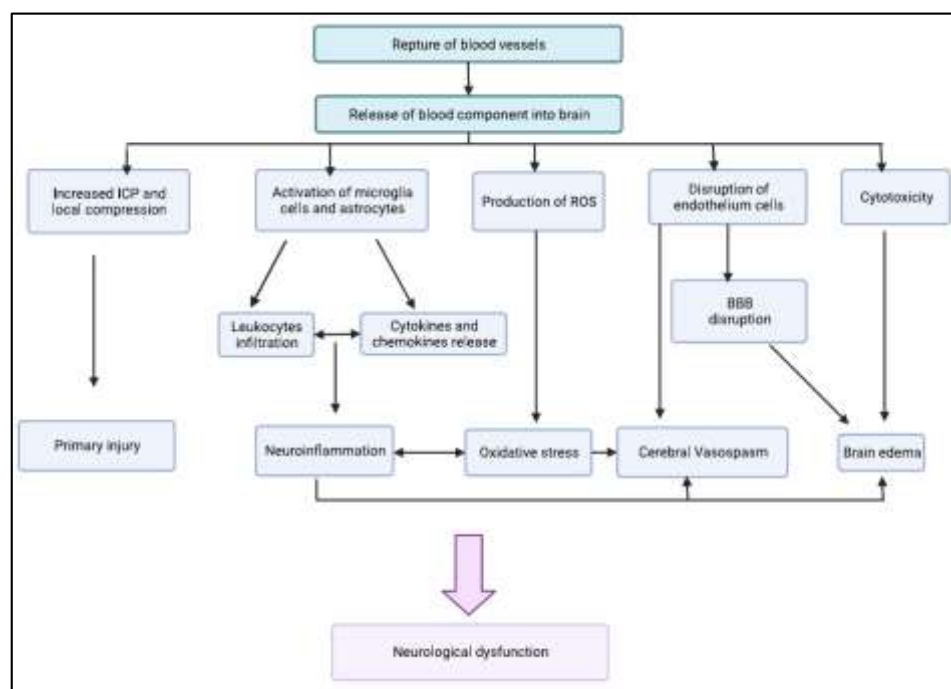 Repture of blood vessels
Release of blood component into brain
Increased ICP and
local compression
Activation of microglia
cells and astrocytes
Production of ROS
Disruption of
endothelium cells
Cytotoxicity
Leukocytes
infiltration
Cytokines and
chemokines release
BBB
disruption
Primary injury
Neuroinflammation
Oxidative stress
Cerebral Vasospasm
Brain edema
Neurological dysfunction